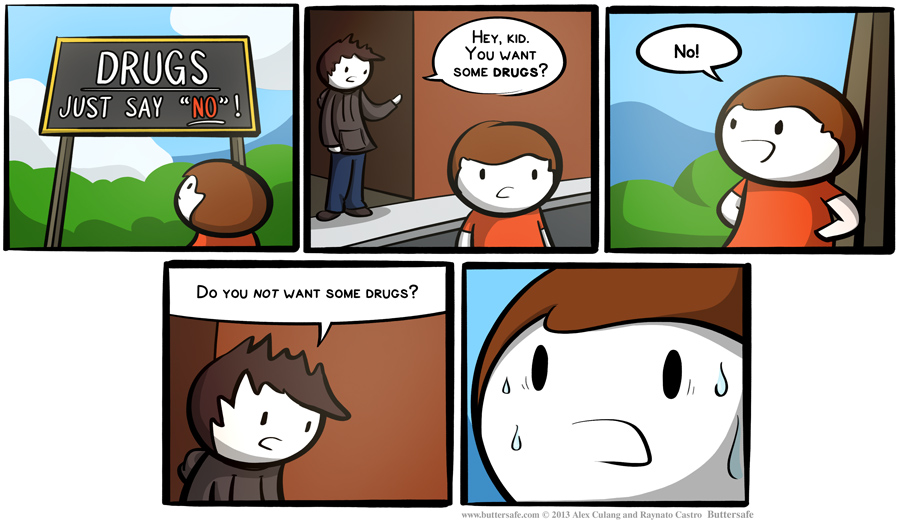 DRUGS
JUST SAY "NO"!
HEY, KID.
YOU WANT
SOME DRUGS?
NO!
DO YOU NOT WANT SOME DRUGS?
www.buttersafe.com © 2013 Alex Culang and Raynato Castro Buttersafe